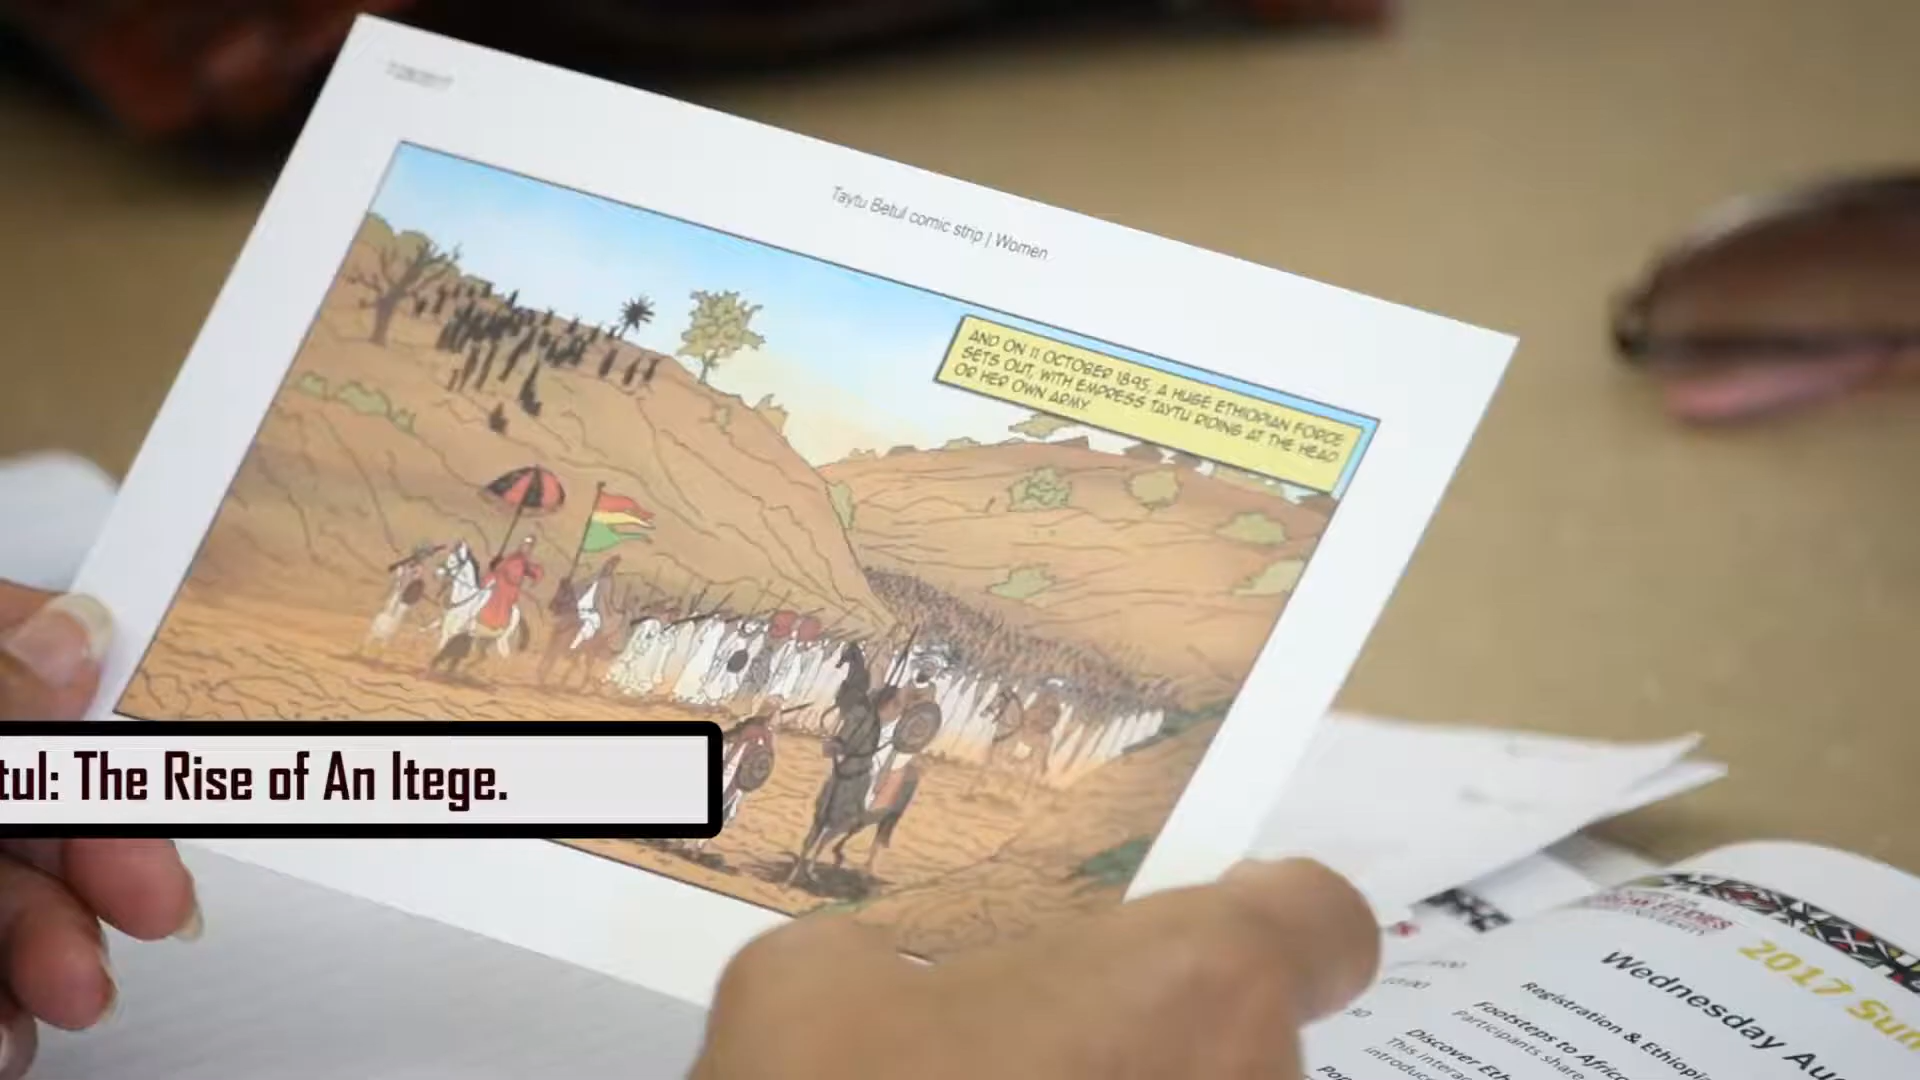 Taytu Betul comic strip | Women
AND ON 11 OCTOBER 1895, A HUGE ETHIOPIAN FORCE
SETS OUT, WITH EMPRESS TAYTU RIDING AT THE HEAD
OR HER OWN ARMY.
tul: The Rise of An Itege.
2017 Sum
Wednesday Au
Registration & Ethiopi
Footsteps to Afric
Participants share
Discover Eth
This intera
introduc